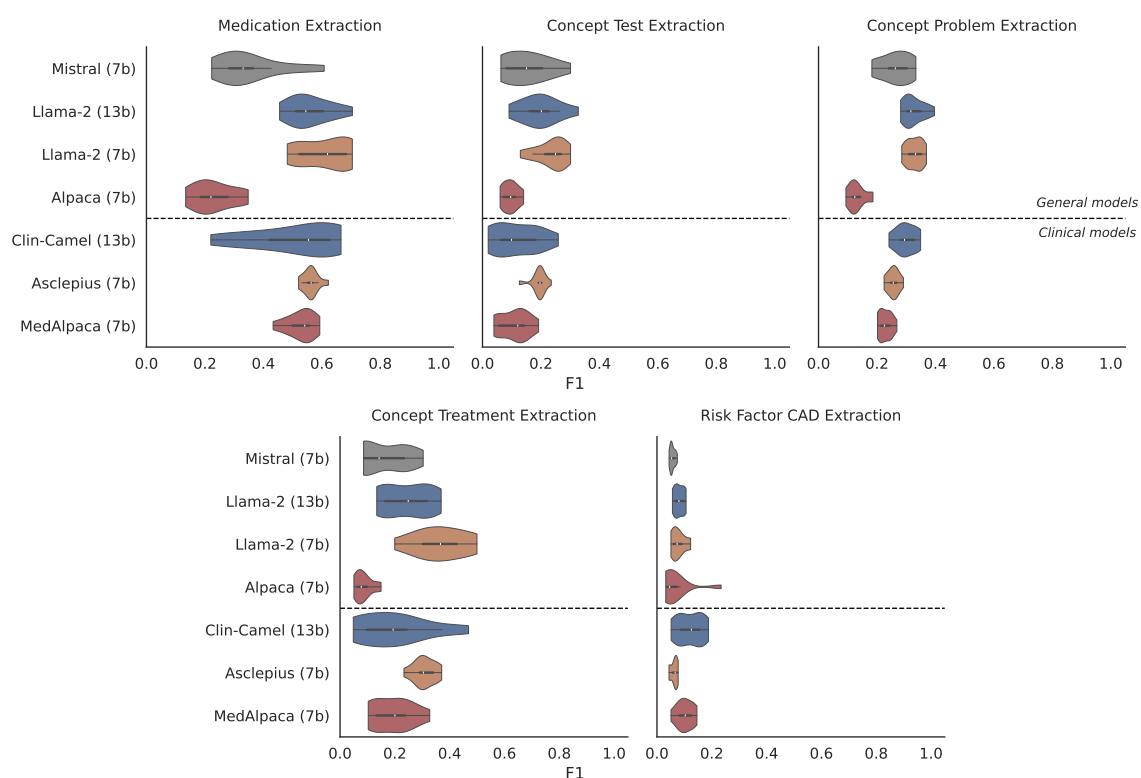 Medication Extraction Concept Test Extraction Concept Problem Extraction
Mistral (7b)
Llama-2 (13b)
Llama-2 (7b)
Alpaca (7b)
General models
Clin-Camel (13b)
Clinical models
Asclepius (7b)
MedAlpaca (7b)
0.0 0.2 0.4 0.6 0.8 1.0 0.0 0.2 0.4 0.6 0.8 1.0 0.0 0.2 0.4 0.6 0.8 1.0
F1
Concept Treatment Extraction Risk Factor CAD Extraction
Mistral (7b)
Llama-2 (13b)
Llama-2 (7b)
Alpaca (7b)
Clin-Camel (13b)
Asclepius (7b)
MedAlpaca (7b)
0.0 0.2 0.4 0.6 0.8 1.0 0.0 0.2 0.4 0.6 0.8 1.0
F1